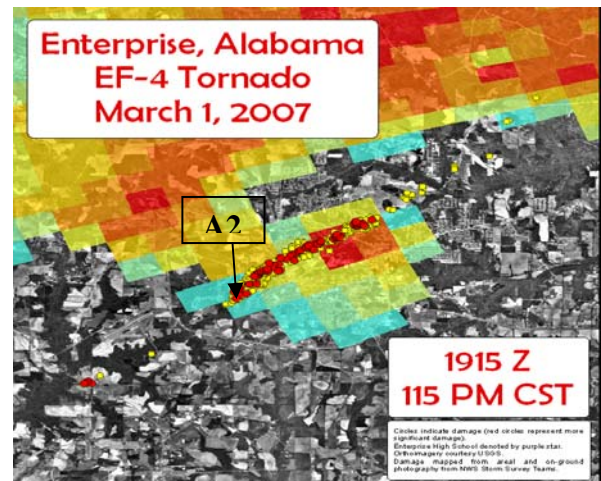 Enterprise, Alabama
EF-4 Tornado
March 1, 2007
A2
1915 Z
115 PM CST
Circles indicate damage (red circles represent more
significant damage).
Enterprise High School denoted by purple star.
Orthoimagery courtesy USGS.
Damage mapped from areal and on-ground
photography from NWS Storm Survey Teams.